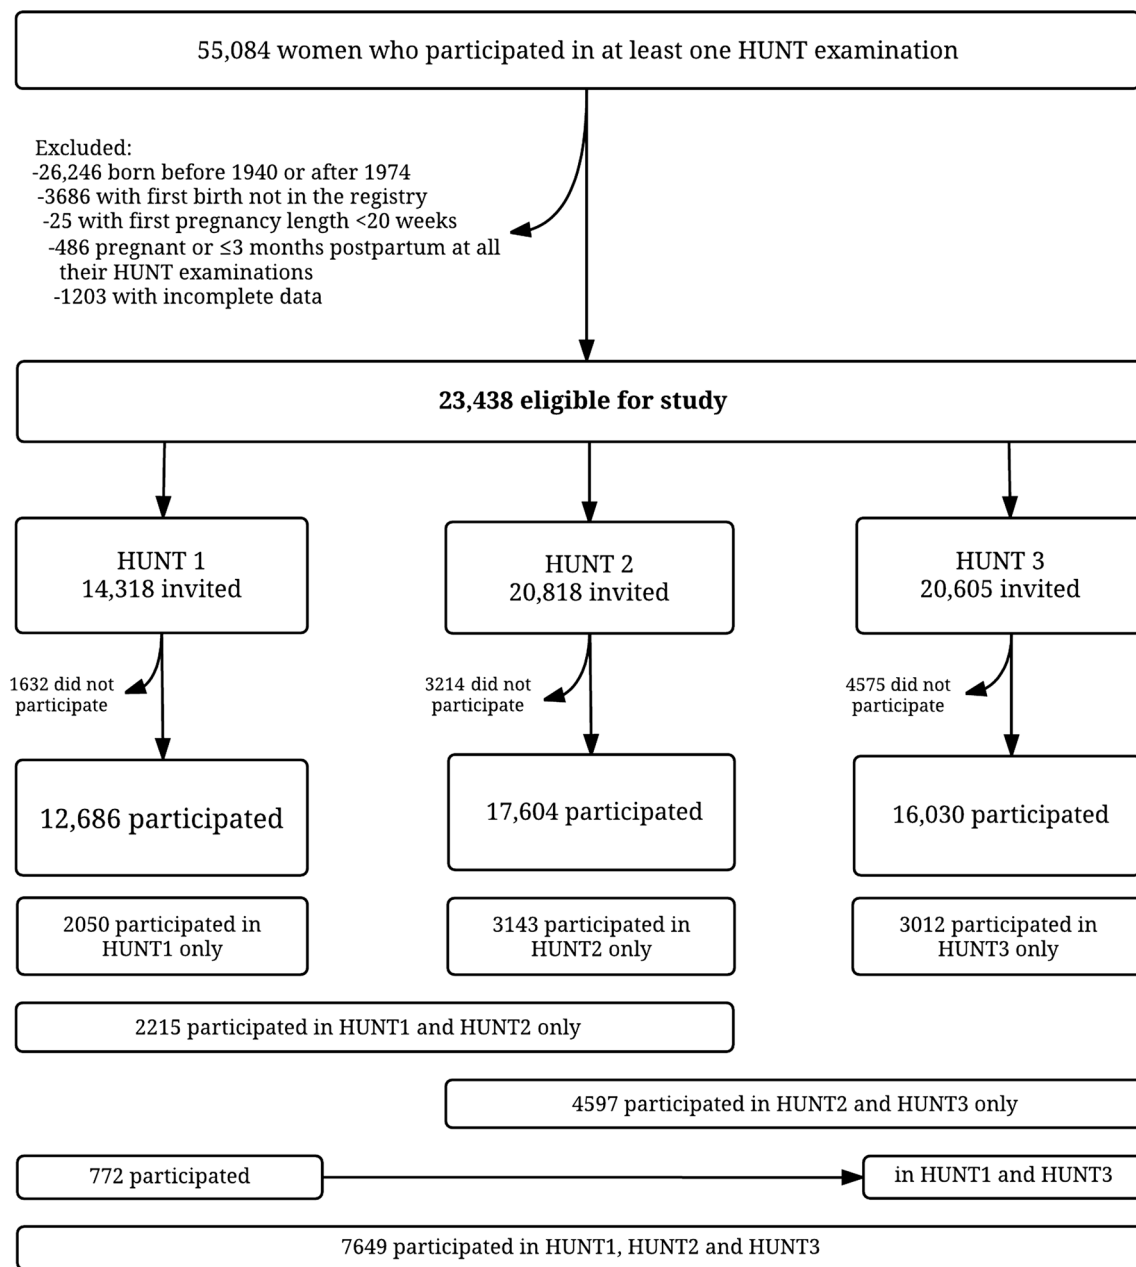 55,084 women who participated in at least one HUNT examination
Excluded:
-26,246 born before 1940 or after 1974
-3686 with first birth not in the registry
-25 with first pregnancy length <20 weeks
-486 pregnant or ≤3 months postpartum at all
their HUNT examinations
-1203 with incomplete data
23,438 eligible for study
HUNT 1
14,318 invited
HUNT 2
20,818 invited
HUNT 3
20,605 invited
1632 did not
participate
3214 did not
participate
4575 did not
participate
12,686 participated
17,604 participated
16,030 participated
2050 participated in
HUNT1 only
3143 participated in
HUNT2 only
3012 participated in
HUNT3 only
2215 participated in HUNT1 and HUNT2 only
4597 participated in HUNT2 and HUNT3 only
772 participated
in HUNT1 and HUNT3
7649 participated in HUNT1, HUNT2 and HUNT3